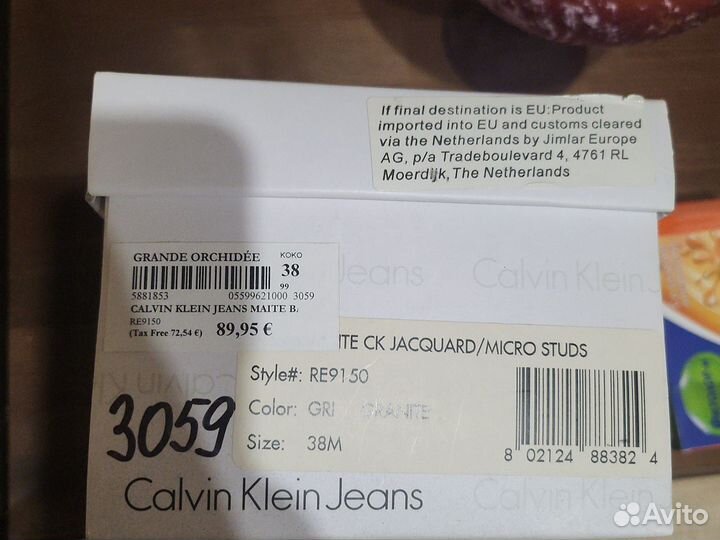 If final destination is EU:Product
imported into EU and customs cleared
via the Netherlands by Jimlar Europe
AG, p/a Tradeboulevard 4, 4761 RL
Moerdijk, The Netherlands
GRANDE ORCHIDÉE
KOKO
38
99
5881853 05599621000 3059
CALVIN KLEIN JEANS MAITE B
RE9150
(Tax Free 72,54 €) 89,95 €
Calvin Klein Jeans
ITE CK JACQUARD/MICRO STUDS
Style#: RE9150
Color: GRI GRANITE
Size: 38M
8 02124 88382 4
3059
Calvin Klein Jeans
Avito